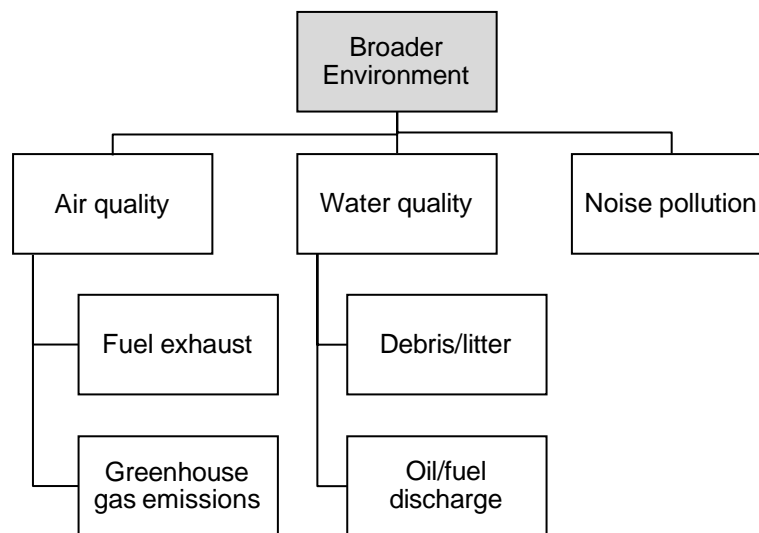 Broader
Environment
Air quality
Water quality
Noise pollution
Fuel exhaust
Debris/litter
Greenhouse
gas emissions
Oil/fuel
discharge